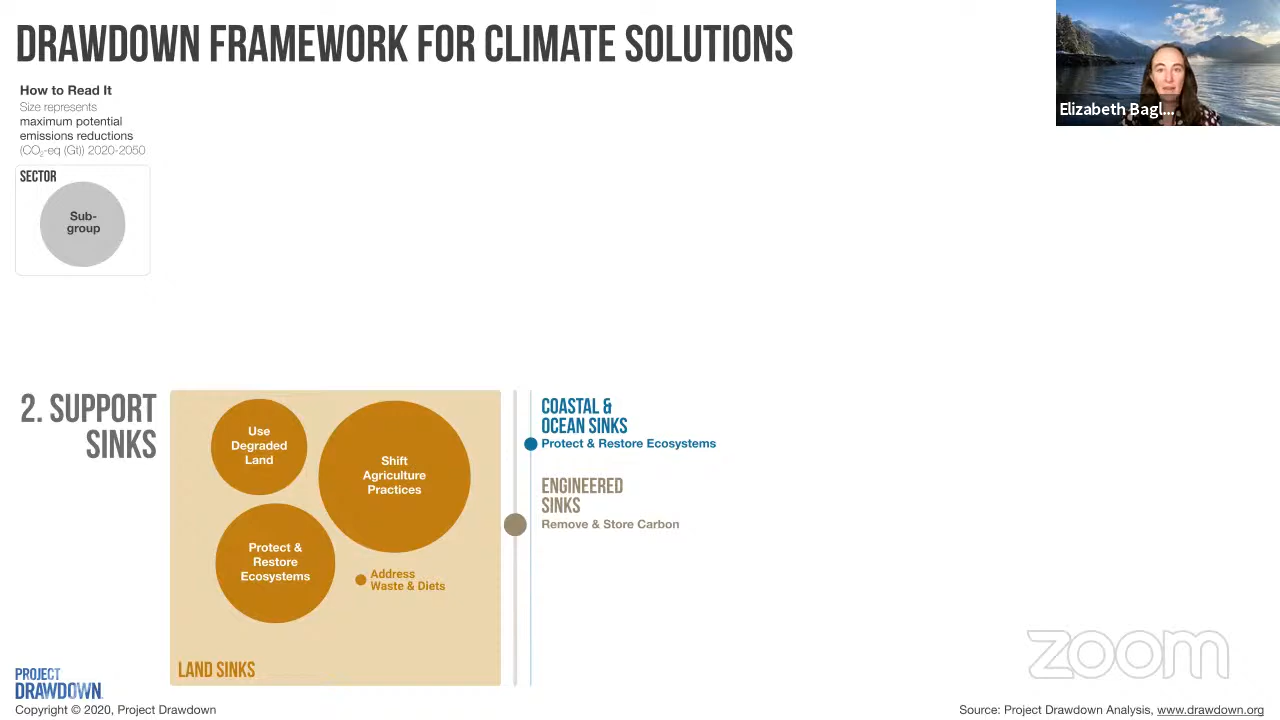 DRAWDOWN FRAMEWORK FOR CLIMATE SOLUTIONS
Elizabeth Bagl...
How to Read It
Size represents
maximum potential
emissions reductions
(CO₂-eq (Gt)) 2020-2050
SECTOR
Sub-
group
2. SUPPORT
SINKS
Use
Degraded
Land
Shift
Agriculture
Practices
Protect &
Restore
Ecosystems
Address
Waste & Diets
LAND SINKS
COASTAL &
OCEAN SINKS
Protect & Restore Ecosystems
ENGINEERED
SINKS
Remove & Store Carbon
zoom
PROJECT
DRAWDOWN.
Copyright © 2020, Project Drawdown
Source: Project Drawdown Analysis, www.drawdown.org